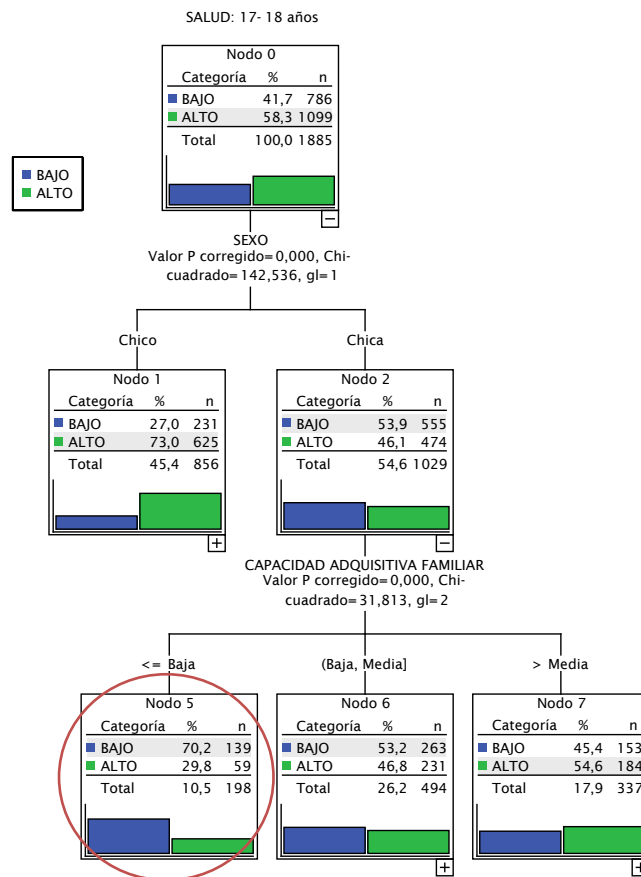 SALUD: 17- 18 años
Nodo 0
Categoría % n
BAJO 41,7 786
ALTO 58,3 1099
Total 100,0 1885
BAJO
ALTO
SEXO
Valor P corregido=0,000, Chi-
cuadrado=142,536, gl=1
Chico
Chica
Nodo 1
Categoría % n
BAJO 27,0 231
ALTO 73,0 625
Total 45,4 856
Nodo 2
Categoría % n
BAJO 53,9 555
ALTO 46,1 474
Total 54,6 1029
CAPACIDAD ADQUISITIVA FAMILIAR
Valor P corregido=0,000, Chi-
cuadrado=31,813, gl=2
<= Baja
(Baja, Media]
> Media
Nodo 5
Categoría % n
BAJO 70,2 139
ALTO 29,8 59
Total 10,5 198
Nodo 6
Categoría % n
BAJO 53,2 263
ALTO 46,8 231
Total 26,2 494
Nodo 7
Categoría % n
BAJO 45,4 153
ALTO 54,6 184
Total 17,9 337